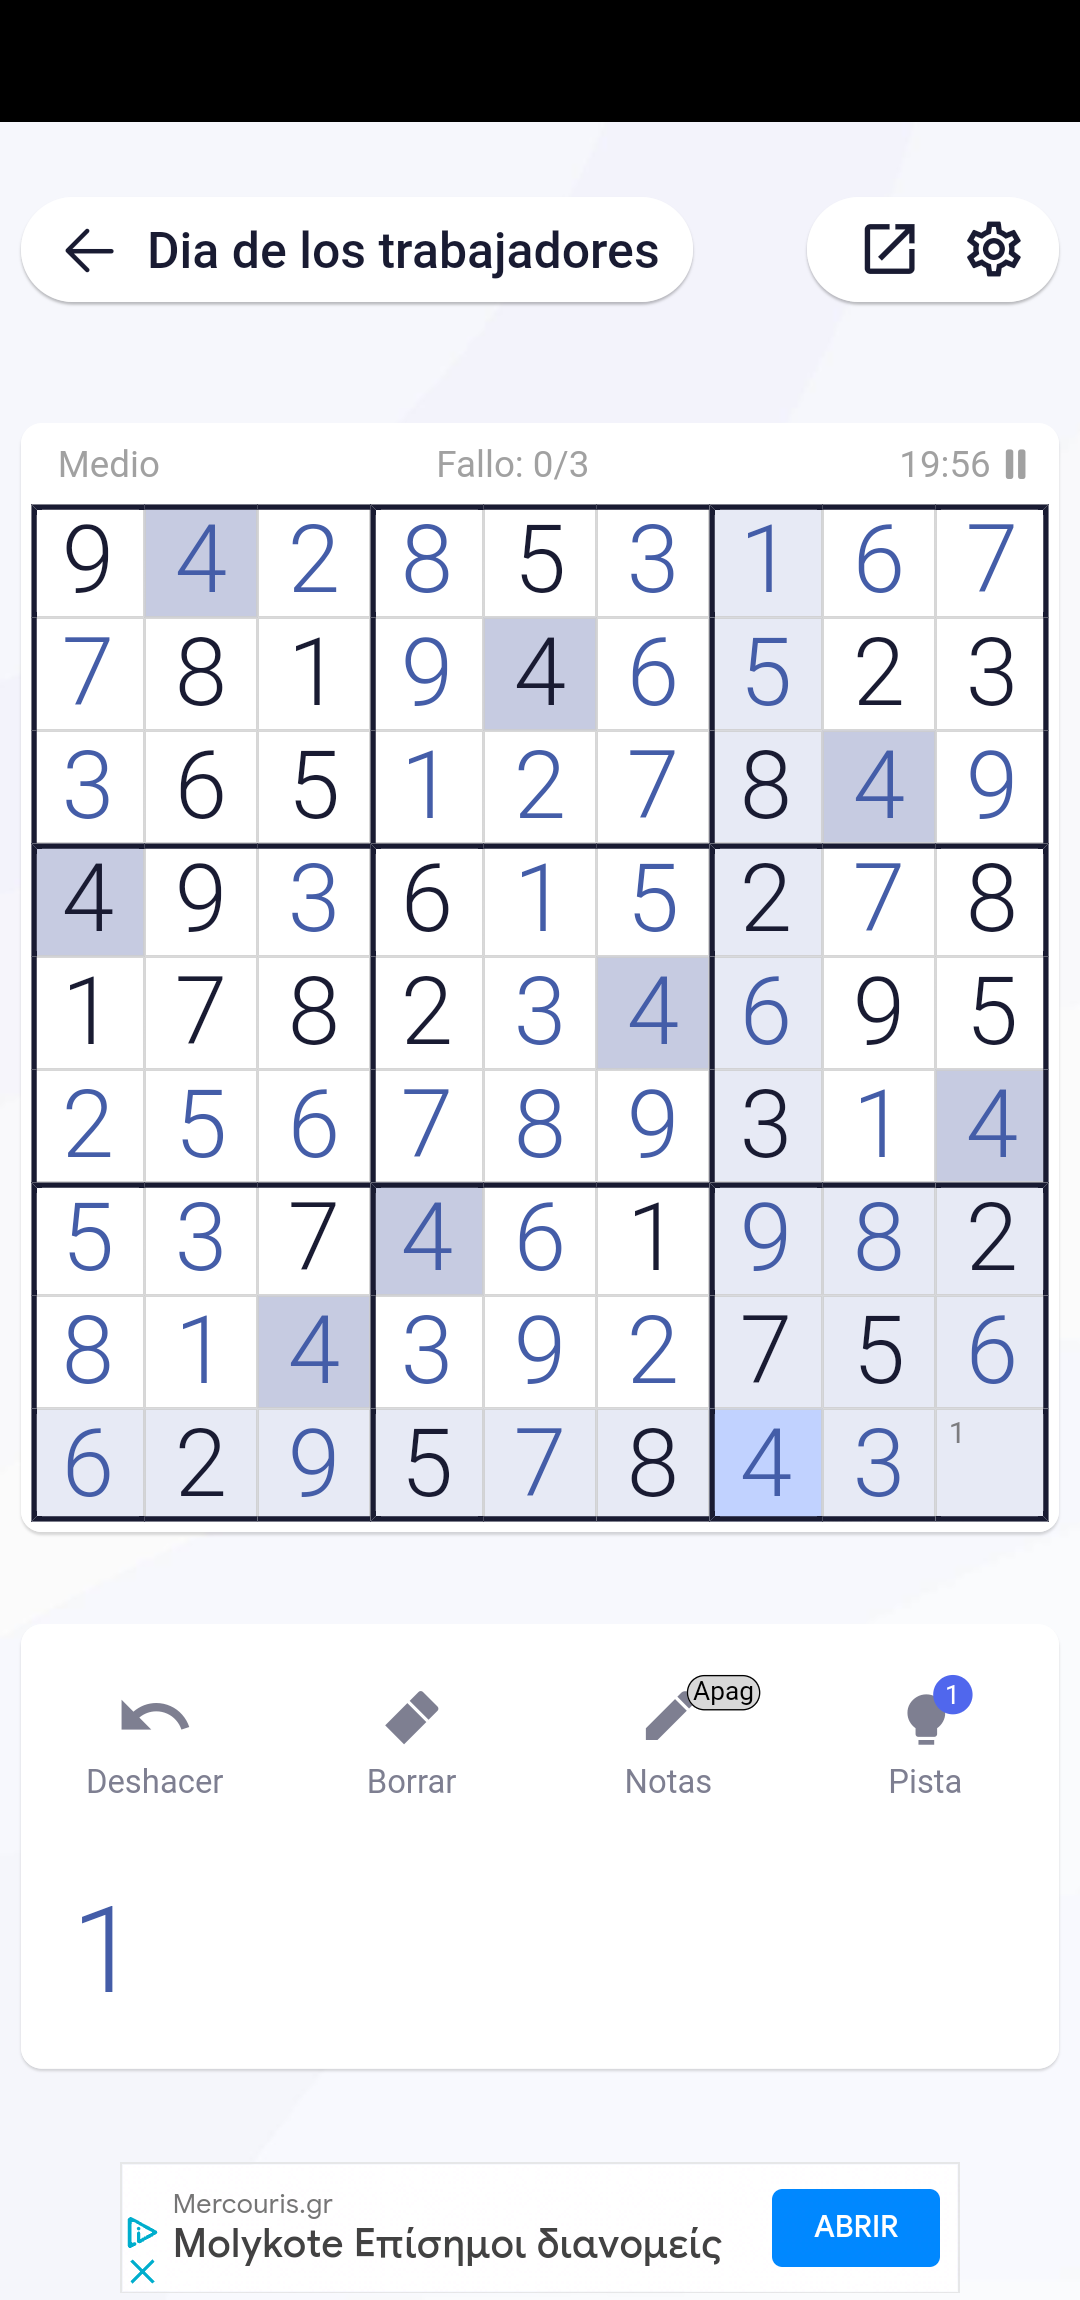 Dia de los trabajadores
Medio Fallo: 0/3 19:56
9 4 2 8 5 3 1 6 7
7 8 1 9 4 6 5 2 3
3 6 5 1 2 7 8 4 9
4 9 3 6 1 5 2 7 8
1 7 8 2 3 4 6 9 5
2 5 6 7 8 9 3 1 4
5 3 7 4 6 1 9 8 2
8 1 4 3 9 2 7 5 6
6 2 9 5 7 8 4 3 1
Apag 1
Deshacer Borrar Notas Pista
1
Mercouris.gr
Molykote Επίσημοι διανομείς
ABRIR